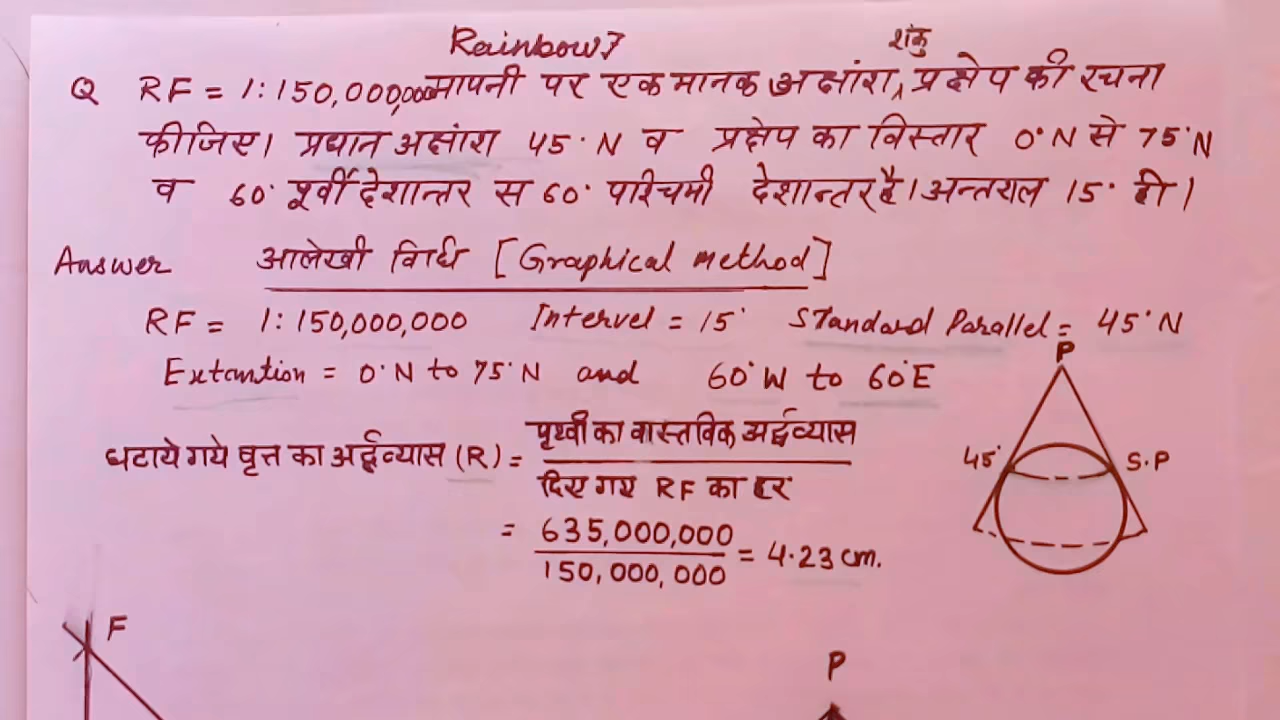 Rainbow7
शंकु
Q RF = 1:150,000,000 मापनी पर एक मानक अक्षांश ^ प्रक्षेप की रचना
कीजिए। प्रधान अक्षांश 45°N व प्रक्षेप का विस्तार 0°N से 75°N
व 60° पूर्वी देशान्तर स 60° पश्चिमी देशान्तर है। अन्तराल 15° हो।
Answer आलेखी विधि [Graphical method]
RF = 1:150,000,000 Intervel = 15° Standard Parallel = 45°N
Extantion = 0°N to 75°N and 60°W to 60°E
P
घटाये गये वृत्त का अर्द्धव्यास (R) = पृथ्वी का वास्तविक अर्द्धव्यास
दिए गए RF का हर
45° S.P
= 635,000,000
150,000,000 = 4.23 cm.
F
P